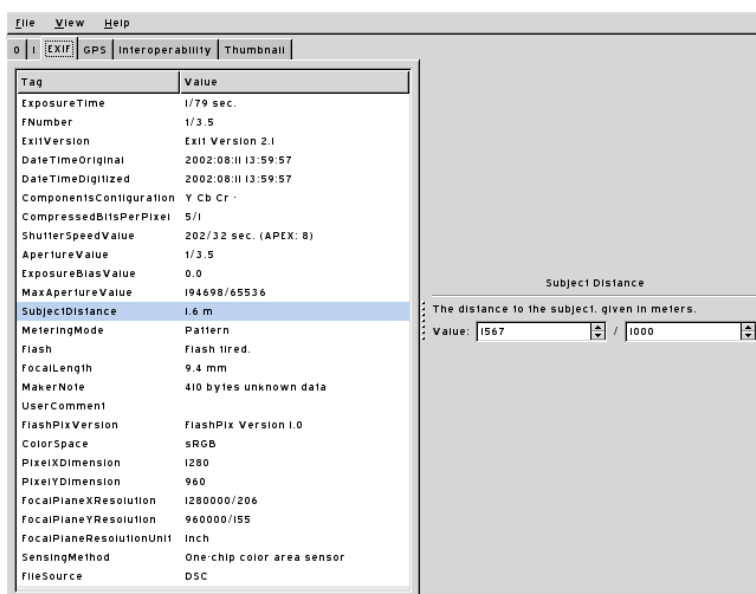 File View Help
0 1 EXIF GPS Interoperability Thumbnail
Tag Value
ExposureTime 1/79 sec.
FNumber 1/3.5
ExifVersion Exif Version 2.1
DateTimeOriginal 2002:08:11 13:59:57
DateTimeDigitized 2002:08:11 13:59:57
ComponentsConfiguration Y Cb Cr -
CompressedBitsPerPixel 5/1
ShutterSpeedValue 202/32 sec. (APEX: 8)
ApertureValue 1/3.5
ExposureBiasValue 0.0
MaxApertureValue 194698/65536
SubjectDistance 1.6 m
MeteringMode Pattern
Flash Flash fired.
FocalLength 9.4 mm
MakerNote 410 bytes unknown data
UserComment
FlashPixVersion FlashPix Version 1.0
ColorSpace sRGB
PixelXDimension 1280
PixelYDimension 960
FocalPlaneXResolution 1280000/206
FocalPlaneYResolution 960000/155
FocalPlaneResolutionUnit Inch
SensingMethod One-chip color area sensor
FileSource DSC
Subject Distance
The distance to the subject, given in meters.
Value: 1567 / 1000